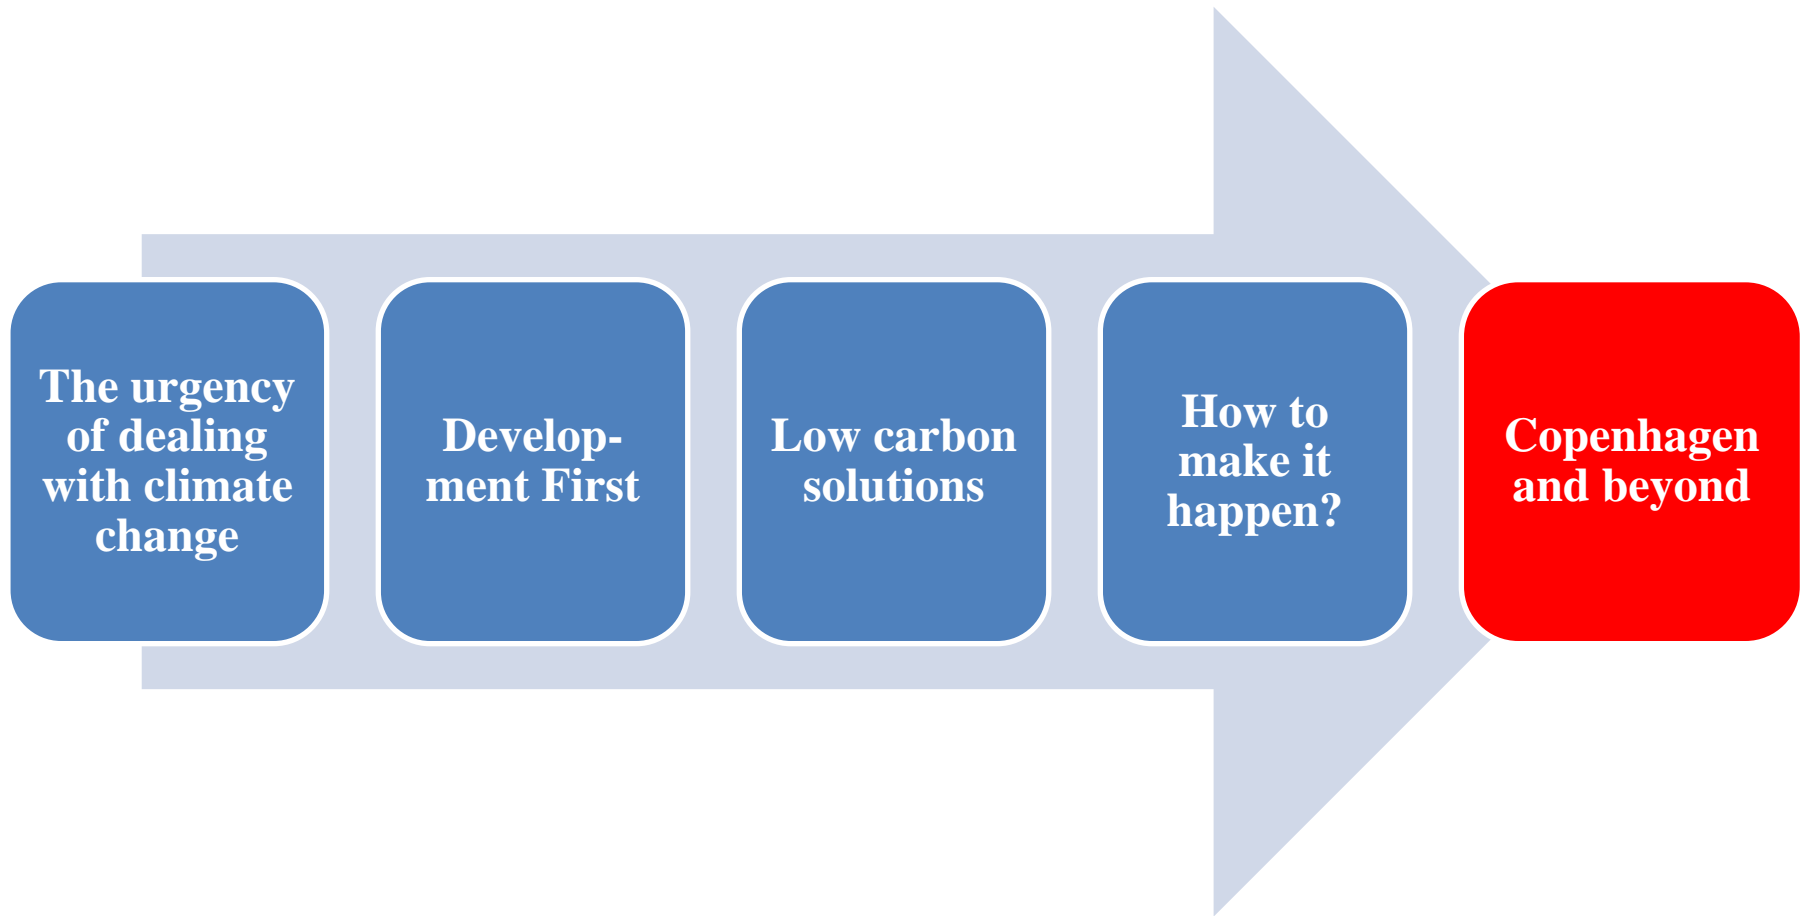 The urgency
of dealing
with climate
change
Develop-
ment First
Low carbon
solutions
How to
make it
happen?
Copenhagen
and beyond